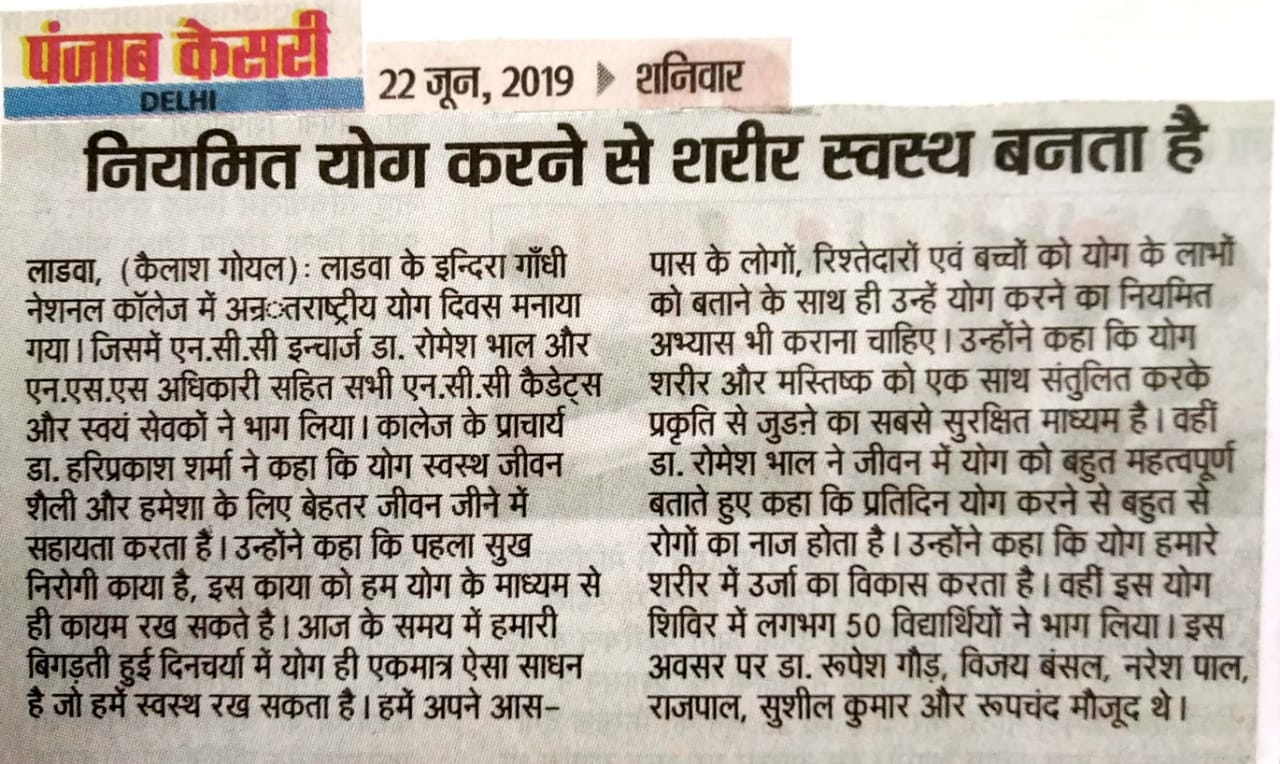 पंजाब केसरी
DELHI
22 जून, 2019 ▶ शनिवार
नियमित योग करने से शरीर स्वस्थ बनता है
लाडवा, (कैलाश गोयल): लाडवा के इन्दिरा गाँधी
नेशनल कॉलेज में अन्र्ंतराष्ट्रीय योग दिवस मनाया
गया। जिसमें एन.सी.सी इन्चार्ज डा. रोमेश भाल और
एन.एस.एस अधिकारी सहित सभी एन.सी.सी कैडेट्स
और स्वयं सेवकों ने भाग लिया। कालेज के प्राचार्य
डा. हरिप्रकाश शर्मा ने कहा कि योग स्वस्थ जीवन
शैली और हमेशा के लिए बेहतर जीवन जीने में
सहायता करता है। उन्होंने कहा कि पहला सुख
निरोगी काया है, इस काया को हम योग के माध्यम से
ही कायम रख सकते है। आज के समय में हमारी
बिगड़ती हुई दिनचर्या में योग ही एकमात्र ऐसा साधन
है जो हमें स्वस्थ रख सकता है। हमें अपने आस-
पास के लोगों, रिश्तेदारों एवं बच्चों को योग के लाभों
को बताने के साथ ही उन्हें योग करने का नियमित
अभ्यास भी कराना चाहिए। उन्होंने कहा कि योग
शरीर और मस्तिष्क को एक साथ संतुलित करके
प्रकृति से जुडऩे का सबसे सुरक्षित माध्यम है। वहीं
डा. रोमेश भाल ने जीवन में योग को बहुत महत्वपूर्ण
बताते हुए कहा कि प्रतिदिन योग करने से बहुत से
रोगों का नाज होता है। उन्होंने कहा कि योग हमारे
शरीर में उर्जा का विकास करता है। वहीं इस योग
शिविर में लगभग 50 विद्यार्थियों ने भाग लिया। इस
अवसर पर डा. रूपेश गौड़, विजय बंसल, नरेश पाल,
राजपाल, सुशील कुमार और रूपचंद मौजूद थे।